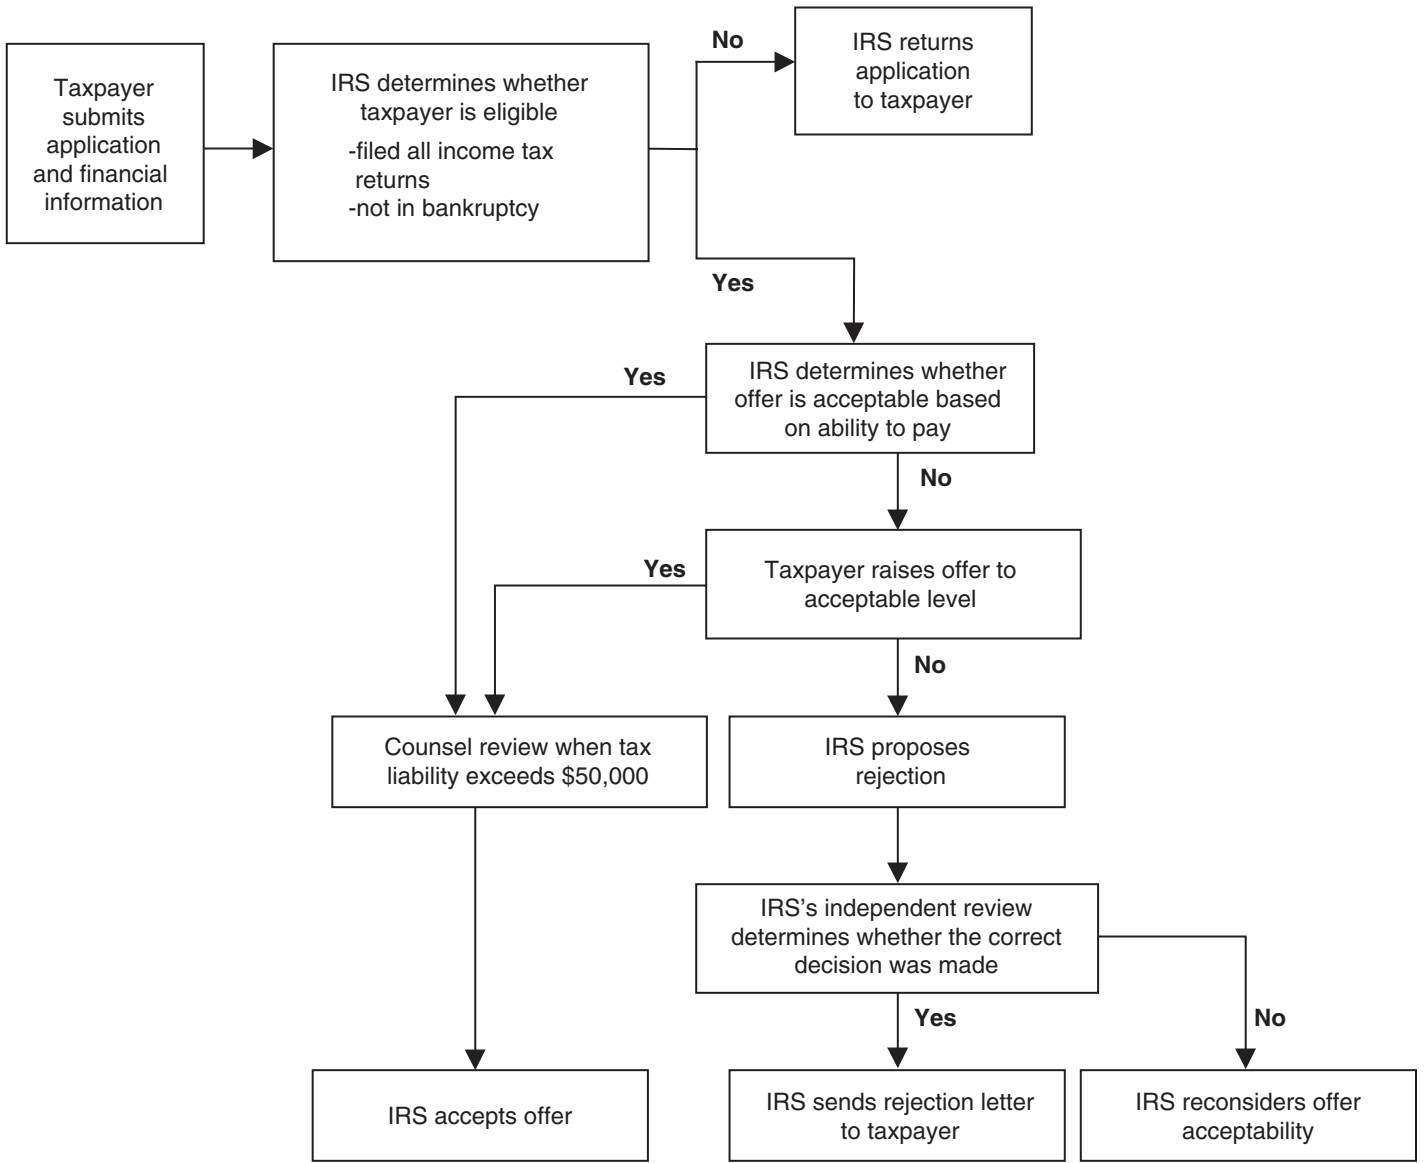 Taxpayer
submits
application
and financial
information
IRS determines whether
taxpayer is eligible
-filed all income tax
returns
-not in bankruptcy
No
IRS returns
application
to taxpayer
Yes
IRS determines whether
offer is acceptable based
on ability to pay
Yes
No
Taxpayer raises offer to
acceptable level
Yes
No
Counsel review when tax
liability exceeds $50,000
IRS proposes
rejection
IRS's independent review
determines whether the correct
decision was made
Yes
No
IRS accepts offer
IRS sends rejection letter
to taxpayer
IRS reconsiders offer
acceptability